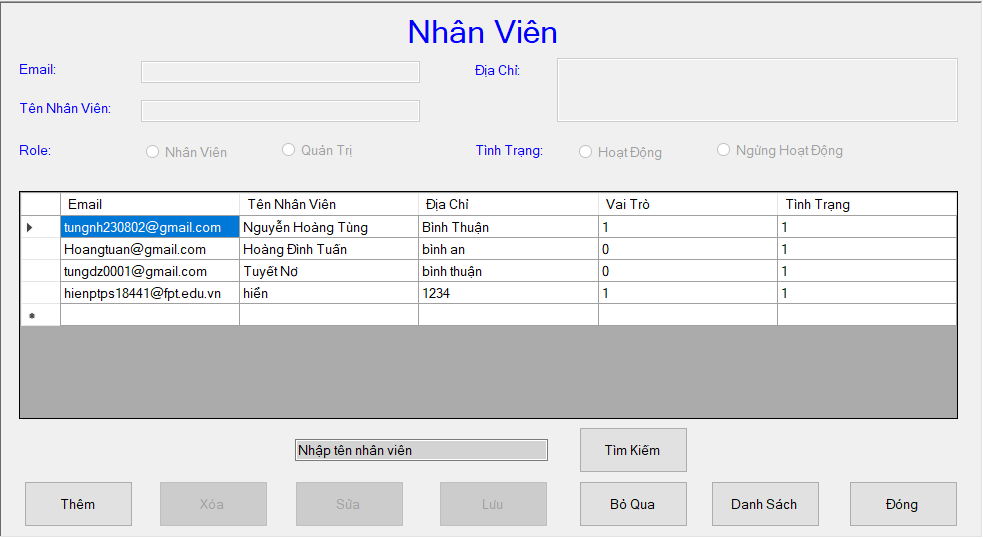 Nhân Viên
Email:
Địa Chỉ:
Tên Nhân Viên:
Role: Nhân Viên Quản Trị Tình Trạng: Hoạt Động Ngừng Hoạt Động
Email Tên Nhân Viên Địa Chỉ Vai Trò Tình Trạng
tungnh230802@gmail.com Nguyễn Hoàng Tùng Bình Thuận 1 1
Hoangtuan@gmail.com Hoàng Đình Tuấn bình an 0 1
tungdz0001@gmail.com Tuyết Nơ bình thuận 0 1
hienptps18441@fpt.edu.vn hiển 1234 1 1
Nhập tên nhân viên Tìm Kiếm
Thêm Xóa Sửa Lưu Bỏ Qua Danh Sách Đóng